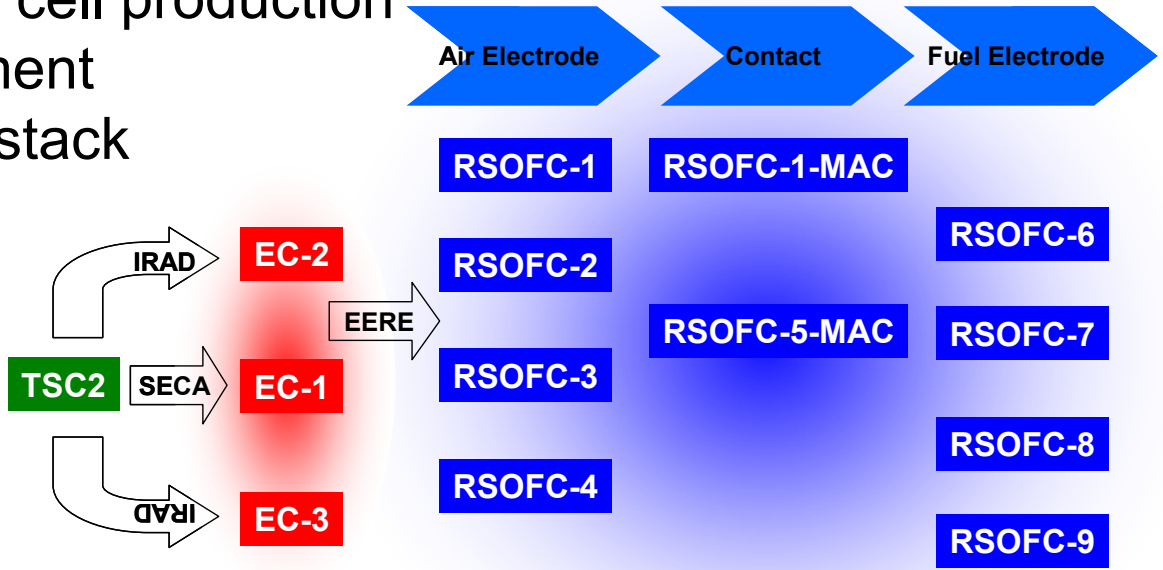 cell production
ment
stack
Air Electrode
Contact
Fuel Electrode
RSOFC-1
RSOFC-1-MAC
RSOFC-6
IRAD
EC-2
RSOFC-2
EERE
RSOFC-5-MAC
RSOFC-7
TSC2
SECA
EC-1
RSOFC-3
RSOFC-8
RSOFC-4
IRAD
EC-3
RSOFC-9